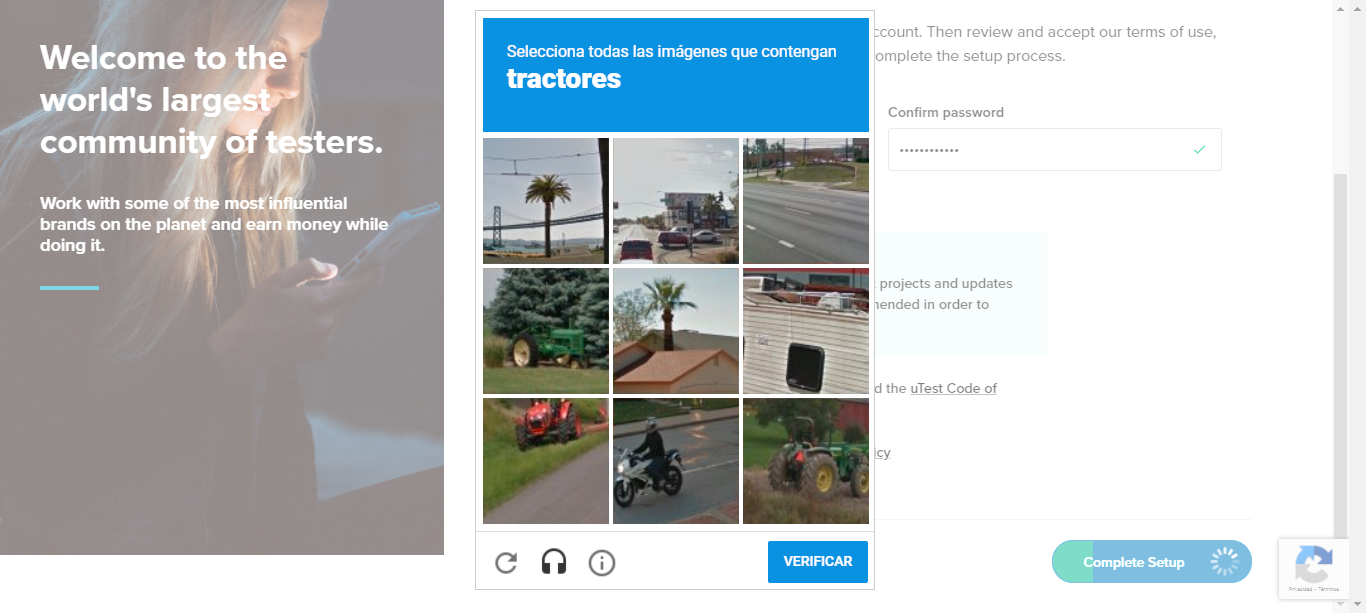 Welcome to the
world's largest
community of testers.
Work with some of the most influential
brands on the planet and earn money while
doing it.
Selecciona todas las imágenes que contengan
tractores
VERIFICAR
ccount. Then review and accept our terms of use,
omplete the setup process.
Confirm password
••••••••••••
projects and updates
nended in order to
d the uTest Code of
icy
Complete Setup
Privacidad - Términos